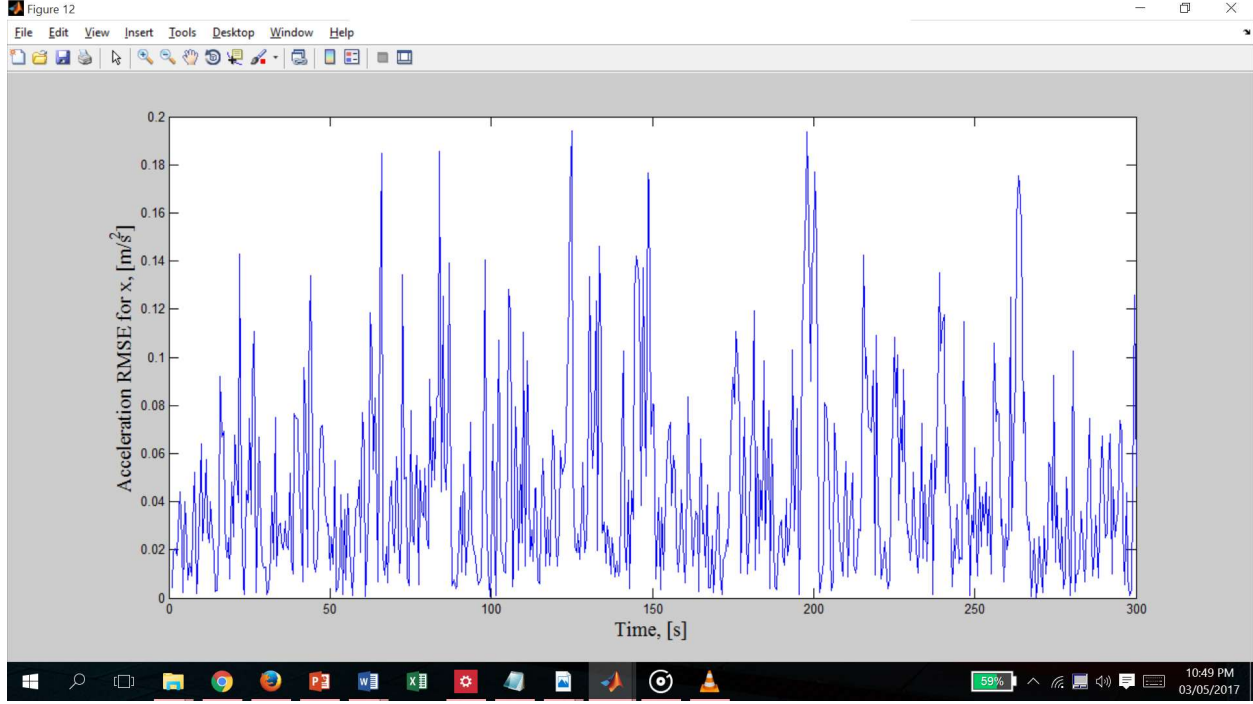 Figure 12
File Edit View Insert Tools Desktop Window Help
0.2
0.18
0.16
0.14
0.12
0.1
0.08
0.06
0.04
0.02
0
Acceleration RMSE for x, [m/s²]
0 50 100 150 200 250 300
Time, [s]
59%
10:49 PM
03/05/2017